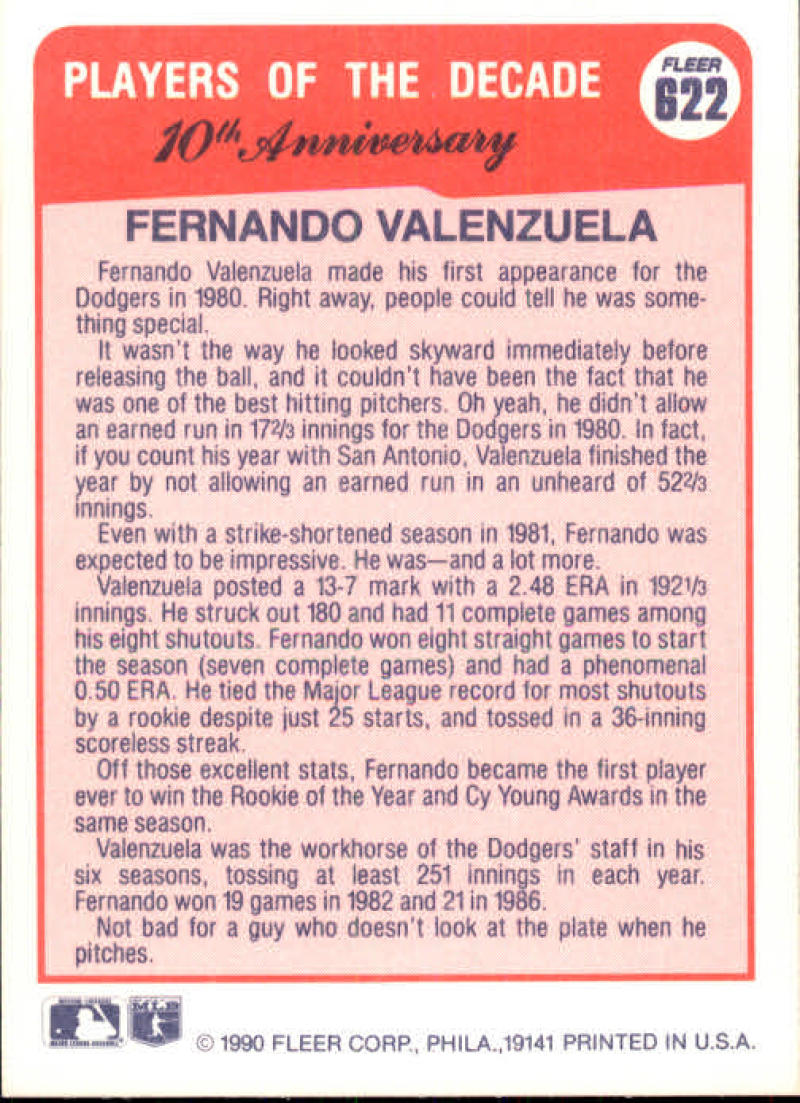 PLAYERS OF THE DECADE
10th Anniversary
FLEER
622
FERNANDO VALENZUELA
Fernando Valenzuela made his first appearance for the
Dodgers in 1980. Right away, people could tell he was some-
thing special.
It wasn't the way he looked skyward immediately before
releasing the ball, and it couldn't have been the fact that he
was one of the best hitting pitchers. Oh yeah, he didn't allow
an earned run in 172/3 innings for the Dodgers in 1980. In fact,
if you count his year with San Antonio, Valenzuela finished the
year by not allowing an earned run in an unheard of 522/3
innings.
Even with a strike-shortened season in 1981, Fernando was
expected to be impressive. He was—and a lot more.
Valenzuela posted a 13-7 mark with a 2.48 ERA in 1921/3
innings. He struck out 180 and had 11 complete games among
his eight shutouts. Fernando won eight straight games to start
the season (seven complete games) and had a phenomenal
0.50 ERA. He tied the Major League record for most shutouts
by a rookie despite just 25 starts, and tossed in a 36-inning
scoreless streak.
Off those excellent stats, Fernando became the first player
ever to win the Rookie of the Year and Cy Young Awards in the
same season.
Valenzuela was the workhorse of the Dodgers' staff in his
six seasons, tossing at least 251 innings in each year.
Fernando won 19 games in 1982 and 21 in 1986.
Not bad for a guy who doesn't look at the plate when he
pitches.
MLB
© 1990 FLEER CORP., PHILA.,19141 PRINTED IN U.S.A.